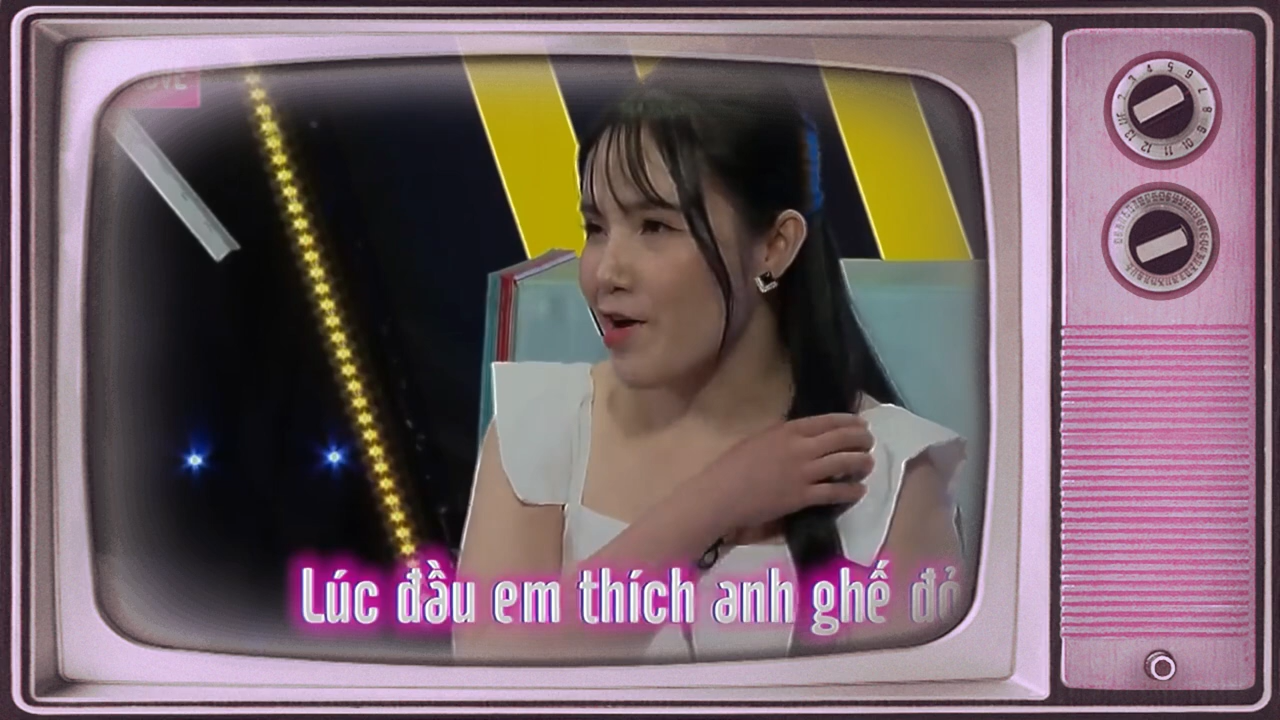 Lúc đầu em thích anh ghế đỏ